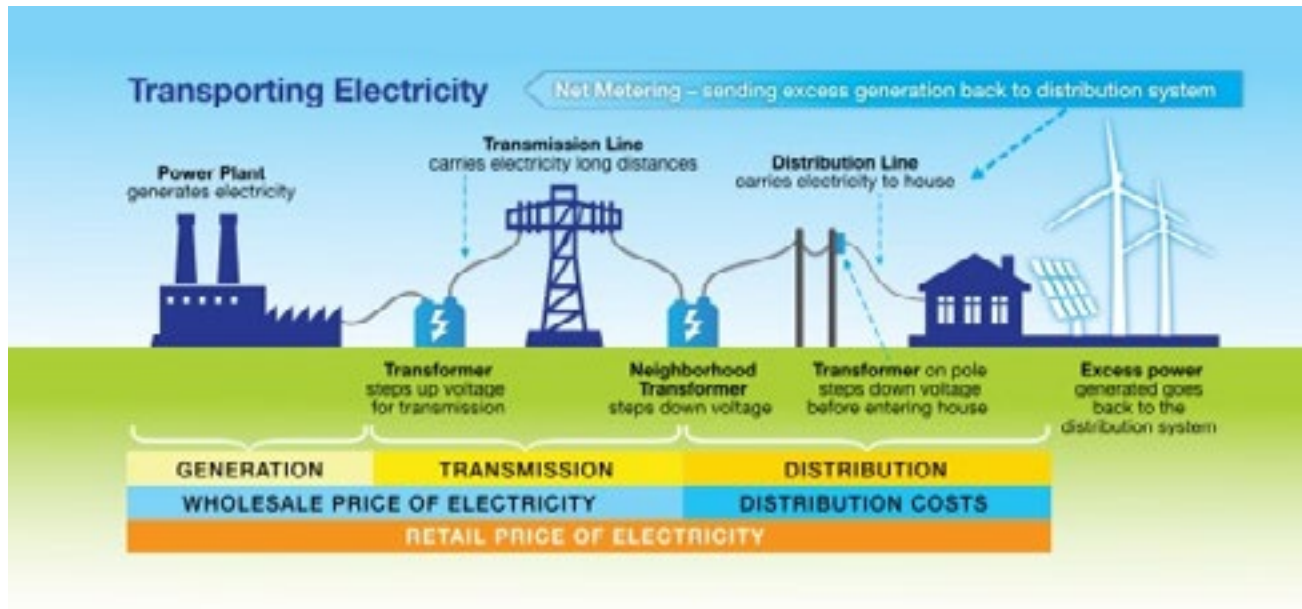 Transporting Electricity
Net Metering – sending excess generation back to distribution system
Power Plant
generates electricity
Transmission Line
carries electricity long distances
Distribution Line
carries electricity to house
Transformer
steps up voltage
for transmission
Neighborhood
Transformer
steps down voltage
Transformer on pole
steps down voltage
before entering house
Excess power
generated goes
back to the
distribution system
GENERATION
TRANSMISSION
DISTRIBUTION
WHOLESALE PRICE OF ELECTRICITY
DISTRIBUTION COSTS
RETAIL PRICE OF ELECTRICITY